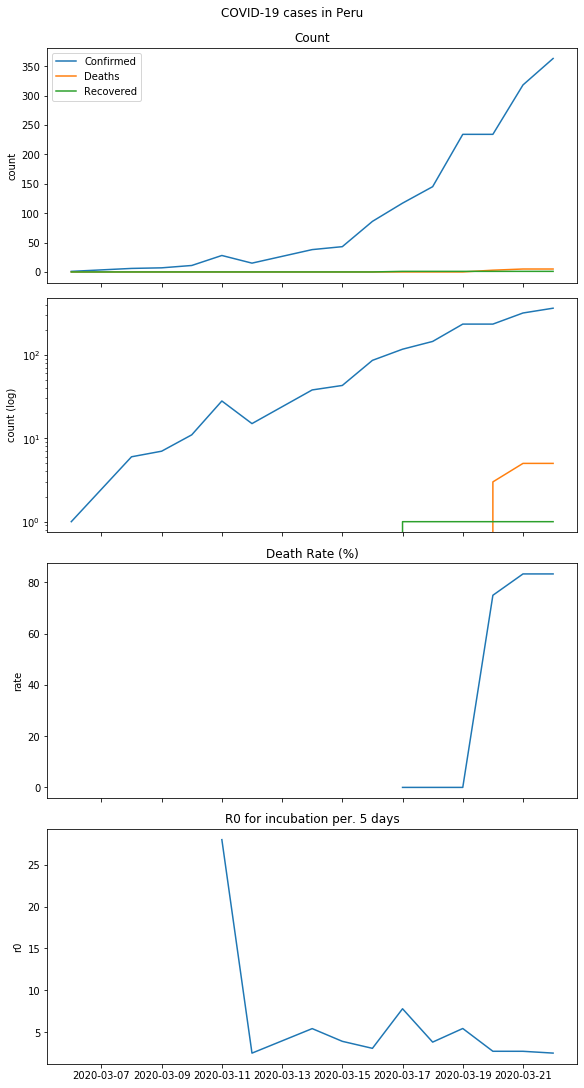 COVID-19 cases in Peru
Count
Confirmed
Deaths
Recovered
350
300
250
200
150
100
50
0
count
10²
10¹
10⁰
count (log)
Death Rate (%)
80
60
40
20
0
rate
R0 for incubation per. 5 days
25
20
15
10
5
r0
2020-03-07 2020-03-09 2020-03-11 2020-03-13 2020-03-15 2020-03-17 2020-03-19 2020-03-21